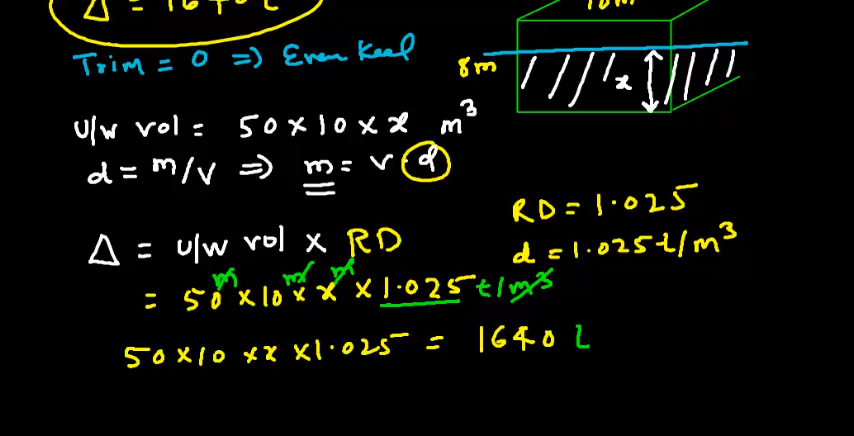 Δ = 1640 t
10m
Trim = 0 => Even Keel
8m
x
u/w vol = 50 x 10 x x m³
d = m/v => m = v · d
RD = 1.025
Δ = u/w vol x RD
d = 1.025 t/m³
= 50 m x 10 m x x m x 1.025 t/m³
50 x 10 x x x 1.025 = 1640 t